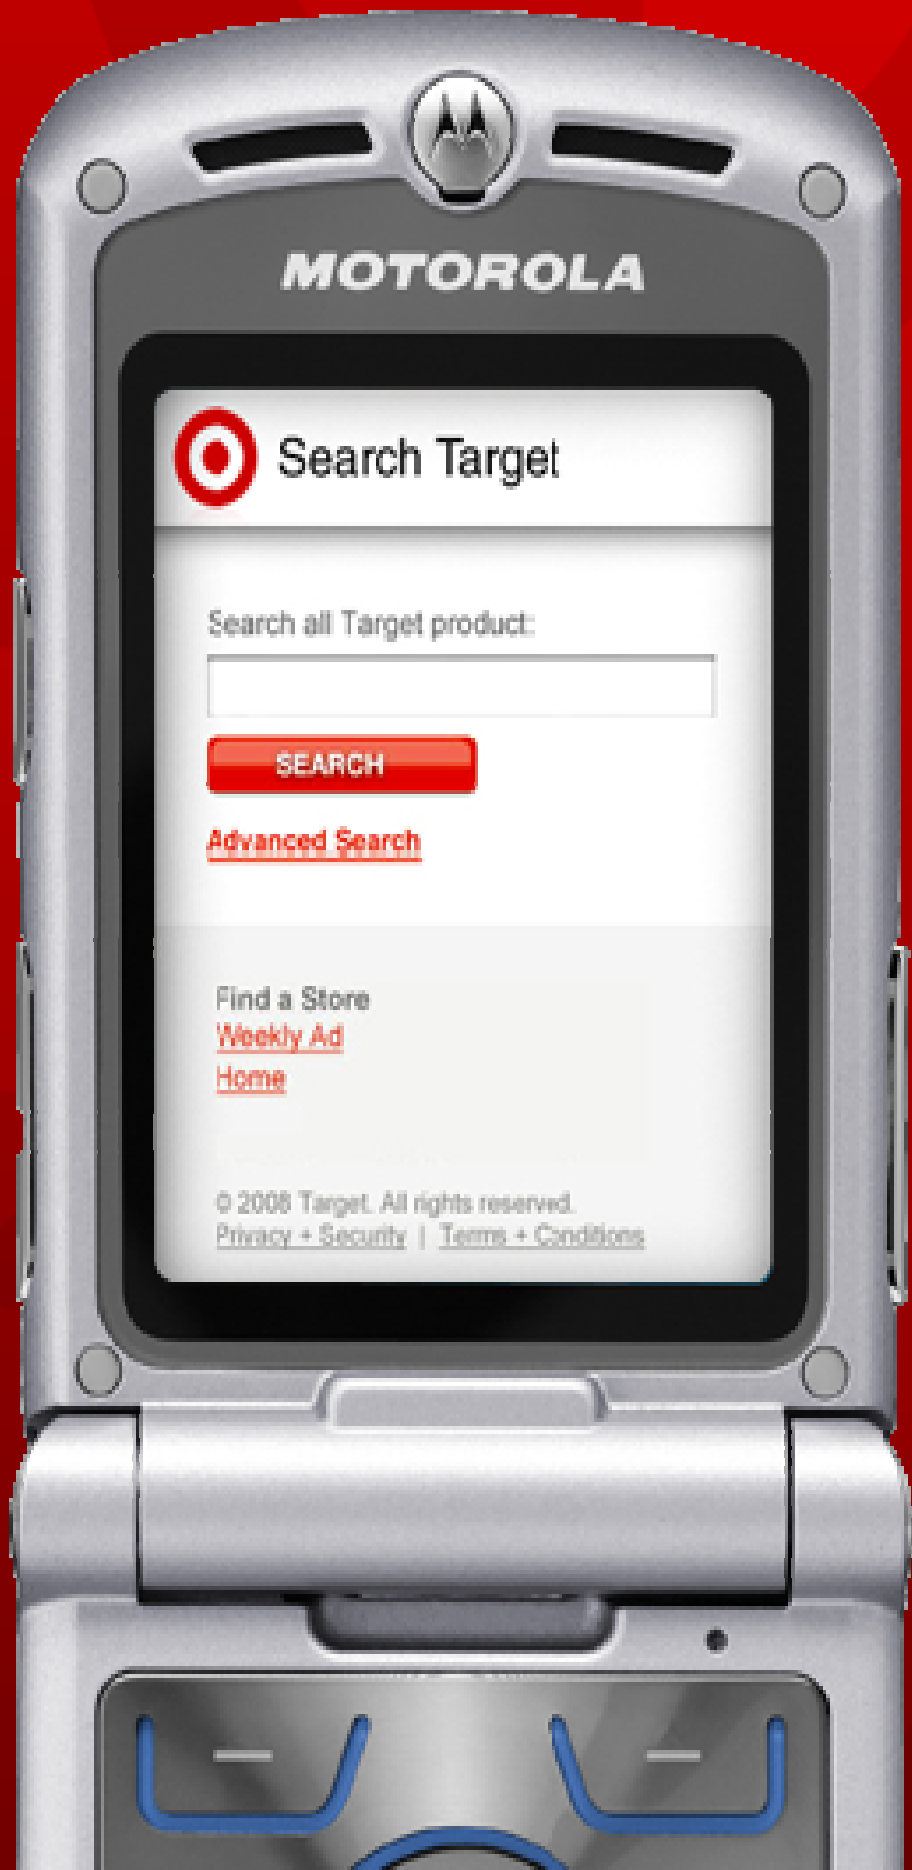 MOTOROLA
Search Target
Search all Target product:
SEARCH
Advanced Search
Find a Store
Weekly Ad
Home
© 2008 Target. All rights reserved.
Privacy + Security | Terms + Conditions